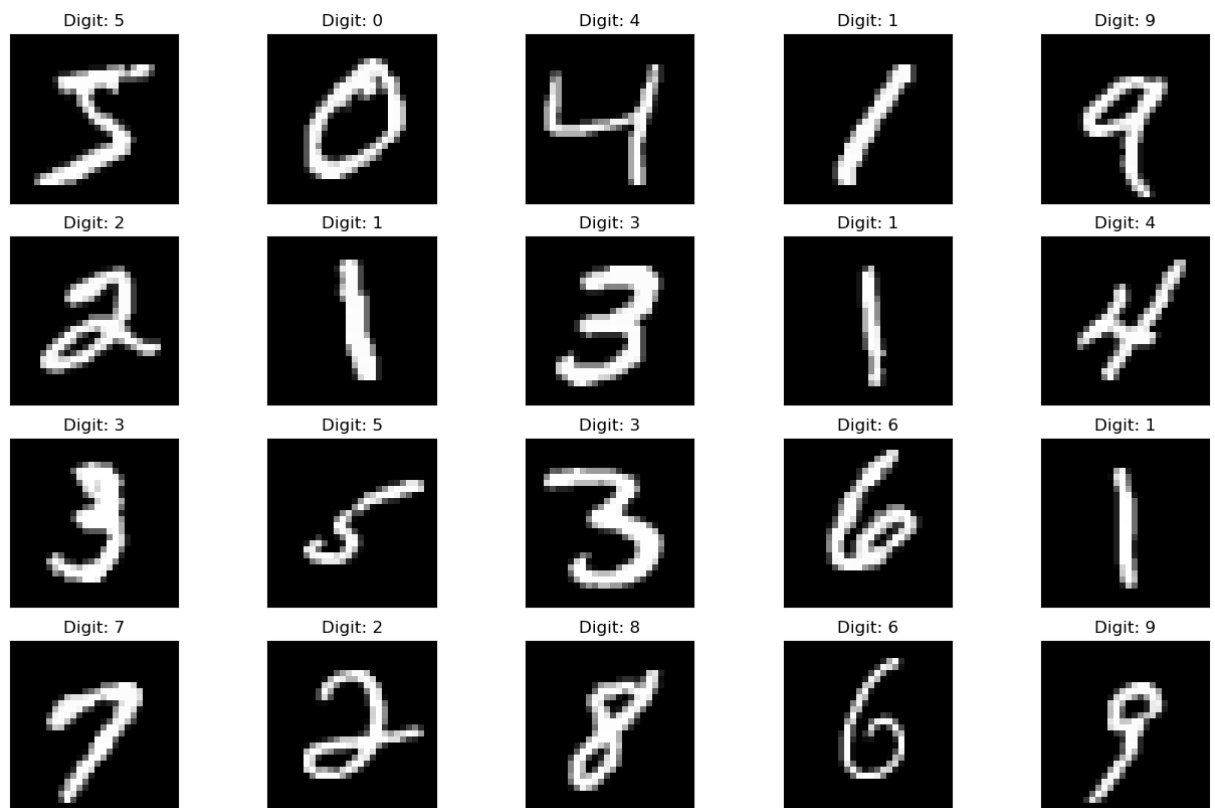 Digit: 5 Digit: 0 Digit: 4 Digit: 1 Digit: 9
5 0 4 1 9
Digit: 2 Digit: 1 Digit: 3 Digit: 1 Digit: 4
2 1 3 1 4
Digit: 3 Digit: 5 Digit: 3 Digit: 6 Digit: 1
3 5 3 6 1
Digit: 7 Digit: 2 Digit: 8 Digit: 6 Digit: 9
7 2 8 6 9